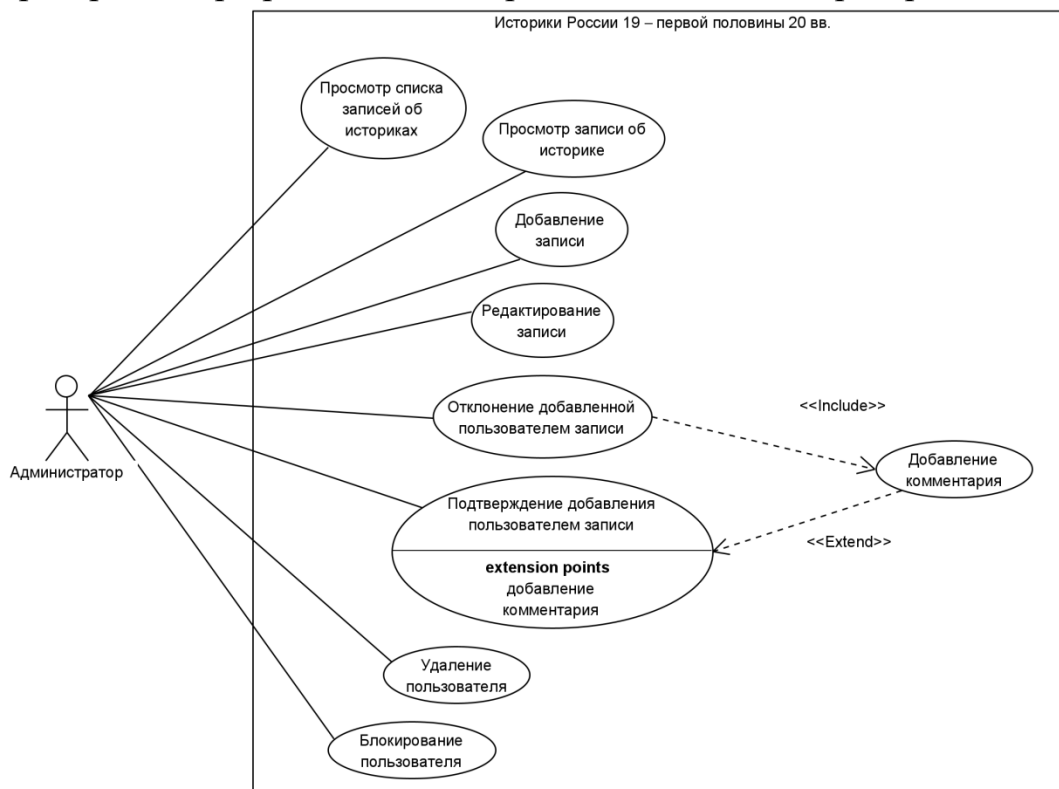 Историки России 19 – первой половины 20 вв.
Просмотр списка
записей об
историках
Просмотр записи об
историке
Добавление
записи
Редактирование
записи
Отклонение добавленной
пользователем записи
<<Include>>
Добавление
комментария
Администратор
Подтверждение добавления
пользователем записи
<<Extend>>
extension points
добавление
комментария
Удаление
пользователя
Блокирование
пользователя